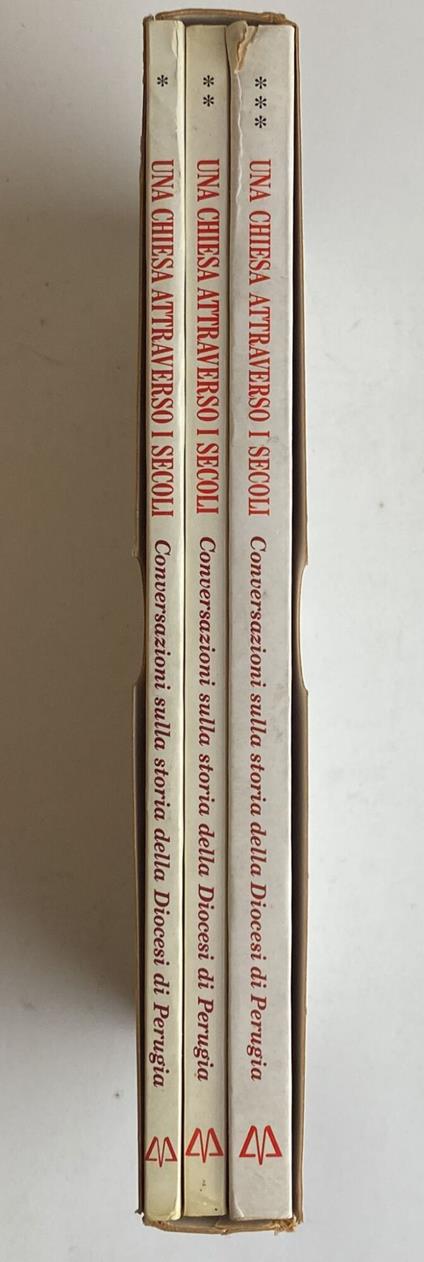 *
UNA CHIESA ATTRAVERSO I SECOLI
Conversazioni sulla storia della Diocesi di Perugia
**
UNA CHIESA ATTRAVERSO I SECOLI
Conversazioni sulla storia della Diocesi di Perugia
***
UNA CHIESA ATTRAVERSO I SECOLI
Conversazioni sulla storia della Diocesi di Perugia